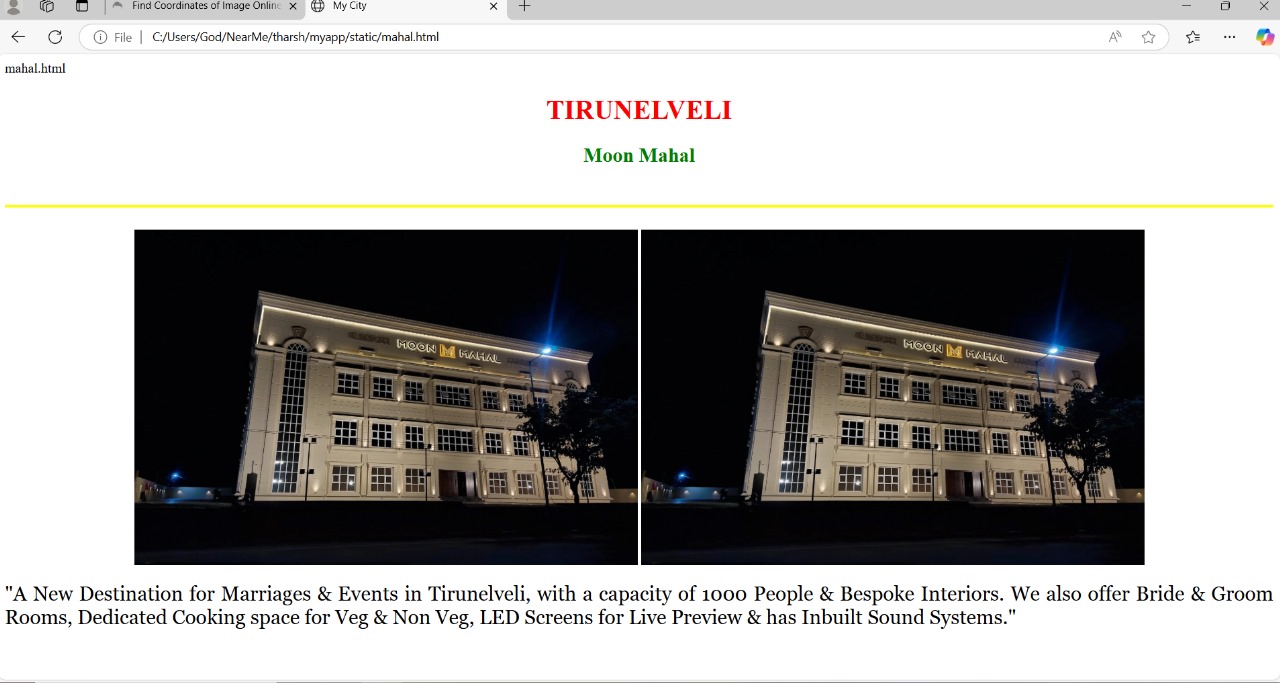 Find Coordinates of Image Online
My City
File
C:/Users/God/NearMe/tharsh/myapp/static/mahal.html
mahal.html
TIRUNELVELI
Moon Mahal
MOON M MAHAL
MOON M MAHAL
"A New Destination for Marriages & Events in Tirunelveli, with a capacity of 1000 People & Bespoke Interiors. We also offer Bride & Groom
Rooms, Dedicated Cooking space for Veg & Non Veg, LED Screens for Live Preview & has Inbuilt Sound Systems."